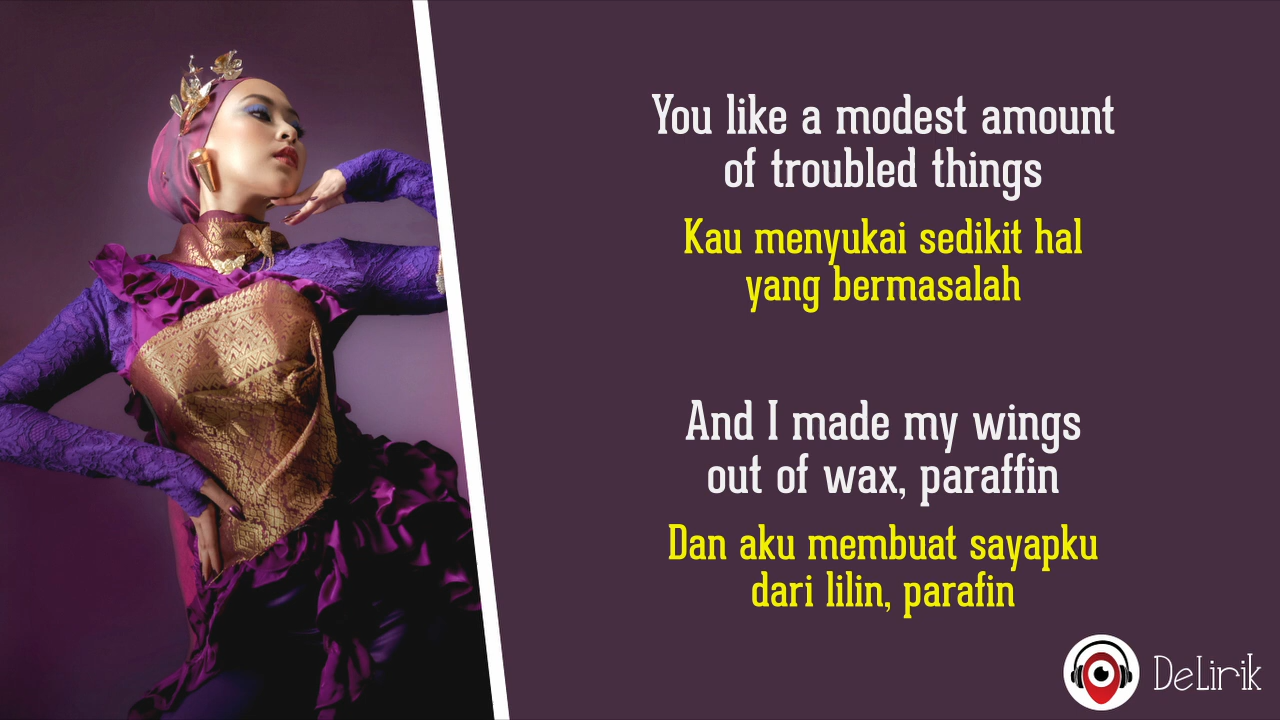 You like a modest amount
of troubled things
Kau menyukai sedikit hal
yang bermasalah
And I made my wings
out of wax, paraffin
Dan aku membuat sayapku
dari lilin, parafin
DeLirik